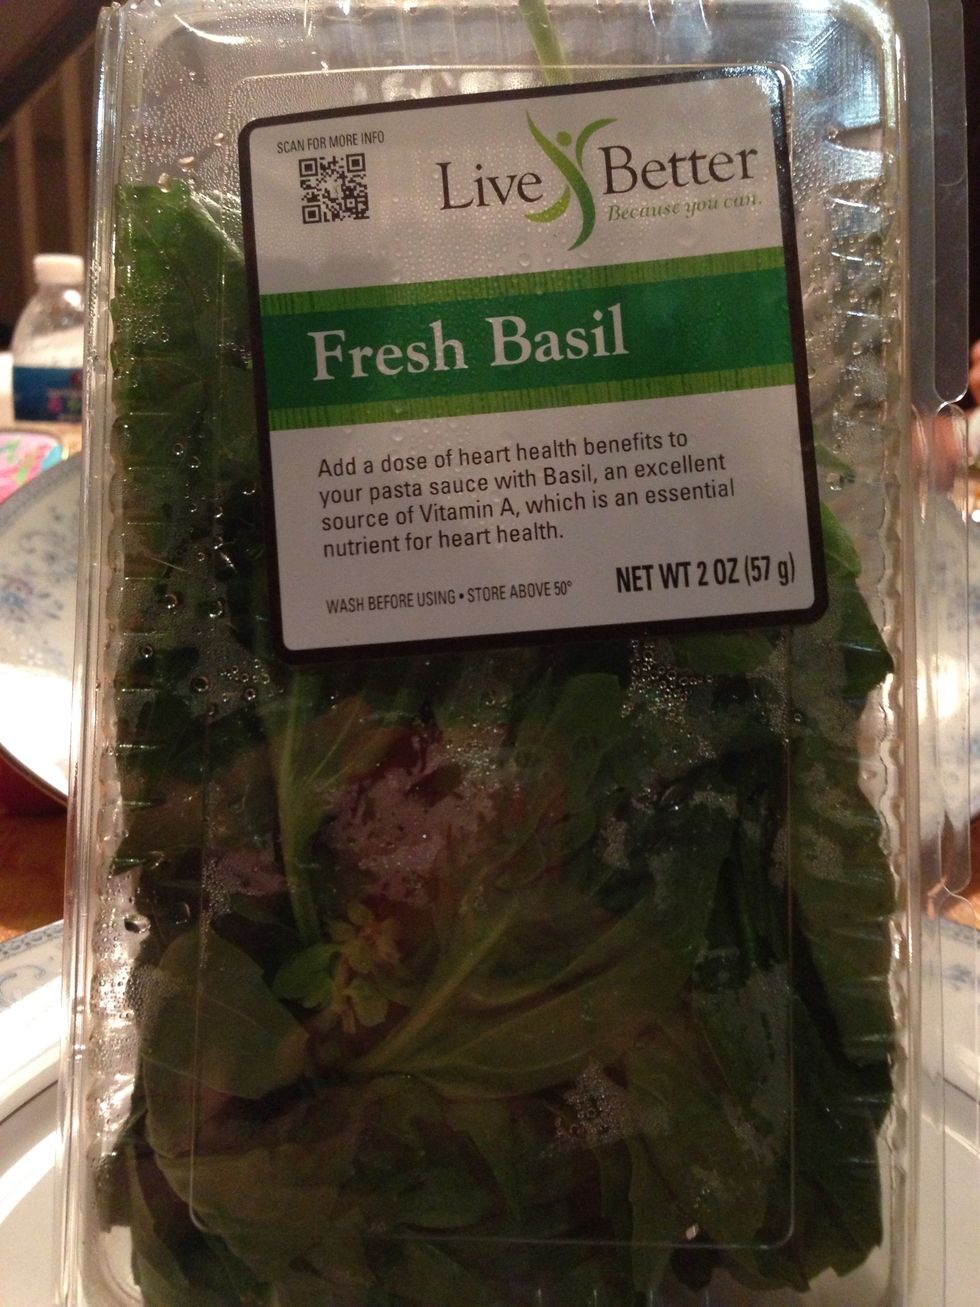 SCAN FOR MORE INFO
Live Better
Because you can.
Fresh Basil
Add a dose of heart health benefits to
your pasta sauce with Basil, an excellent
source of Vitamin A, which is an essential
nutrient for heart health.
WASH BEFORE USING • STORE ABOVE 50°
NET WT 2 OZ (57 g)